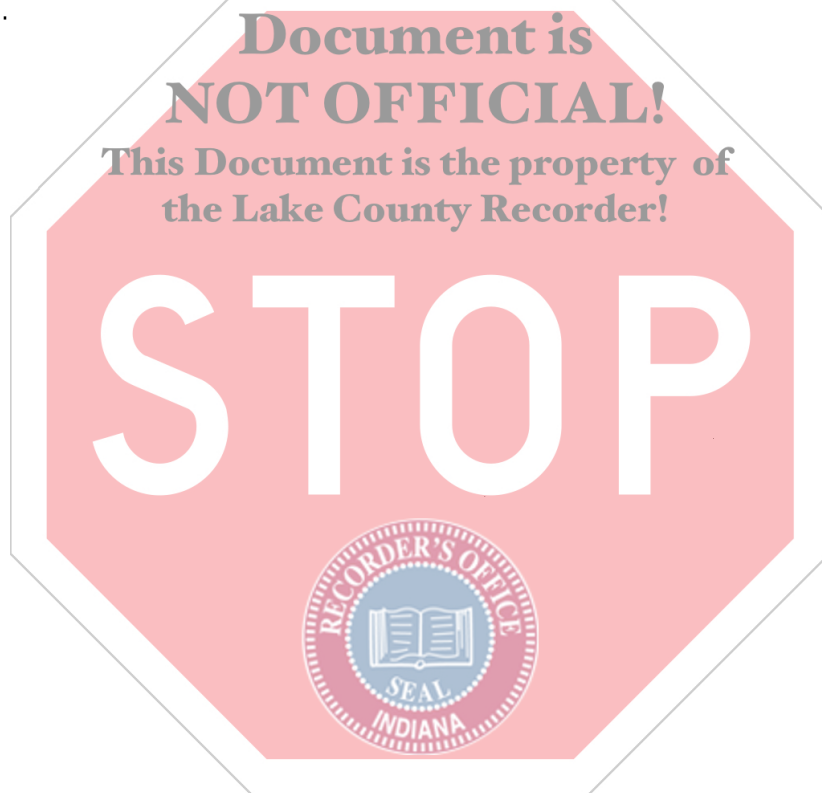 Document is
NOT OFFICIAL!
This Document is the property of
the Lake County Recorder!
STOP
RECORDER'S OFFICE
SEAL
INDIANA